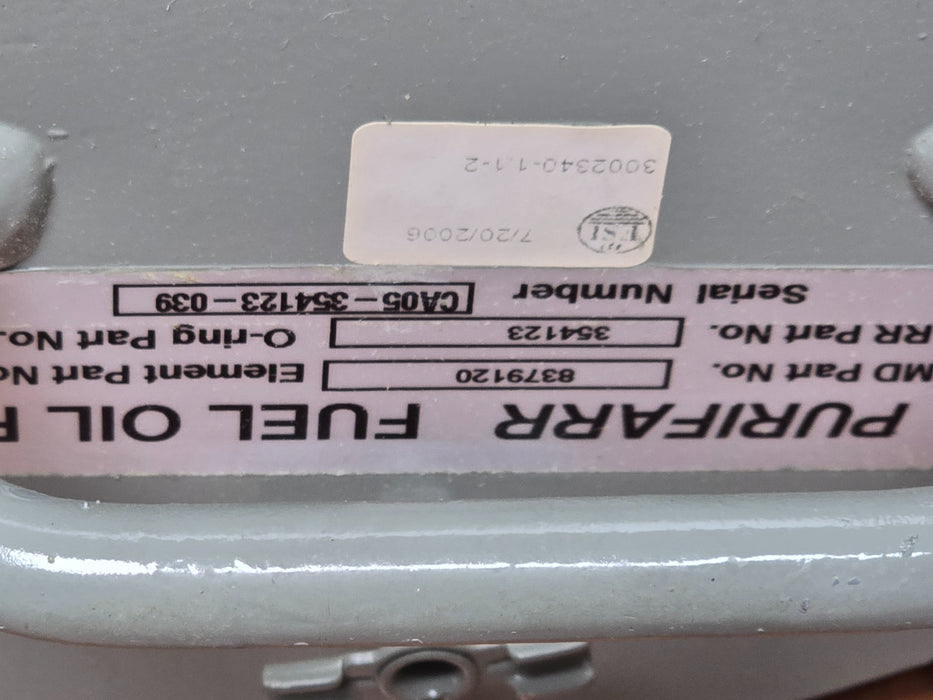 PURIFARR FUEL OIL F
MD Part No. 8379120 Element Part No
RR Part No. 354123 O-ring Part No.
Serial Number CA05-354123-039
7/20/2006
3002340-1.1-2